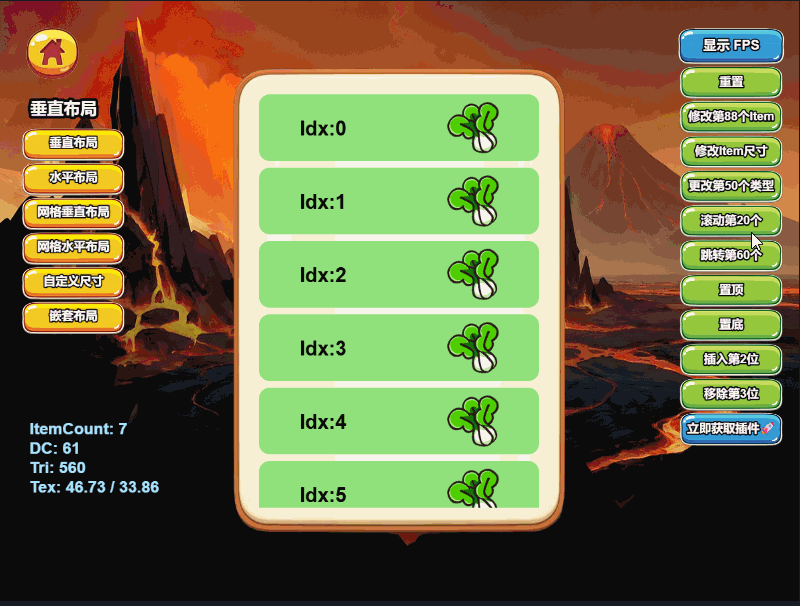 垂直布局
垂直布局
水平布局
网格垂直布局
网格水平布局
自定义尺寸
嵌套布局
ItemCount: 7
DC: 61
Tri: 560
Tex: 46.73 / 33.86
Idx:0
Idx:1
Idx:2
Idx:3
Idx:4
Idx:5
显示 FPS
重置
修改第88个Item
修改Item尺寸
更改第50个类型
滚动第20个
跳转第60个
置顶
置底
插入第2位
移除第3位
立即获取插件🚀